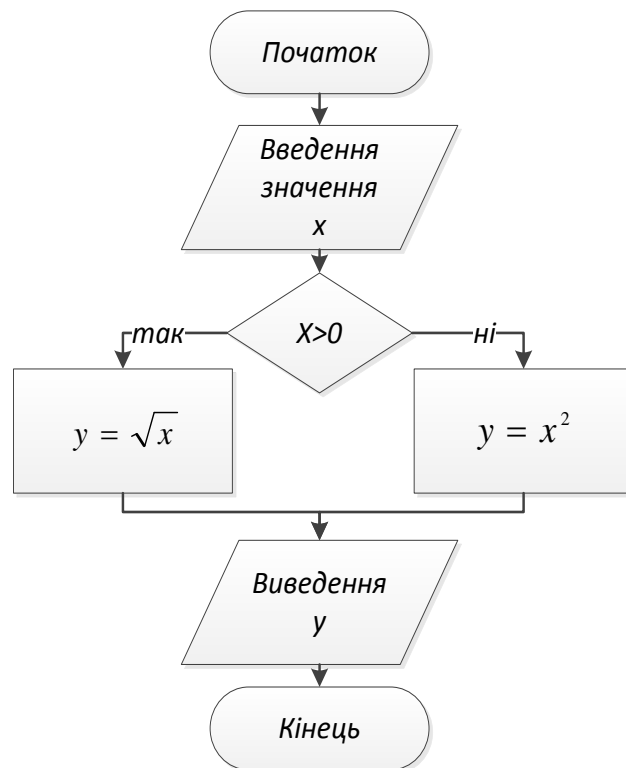 Початок
Введення
значення
x
X>0
так
ні
y = √x
y = x²
Виведення
y
Кінець